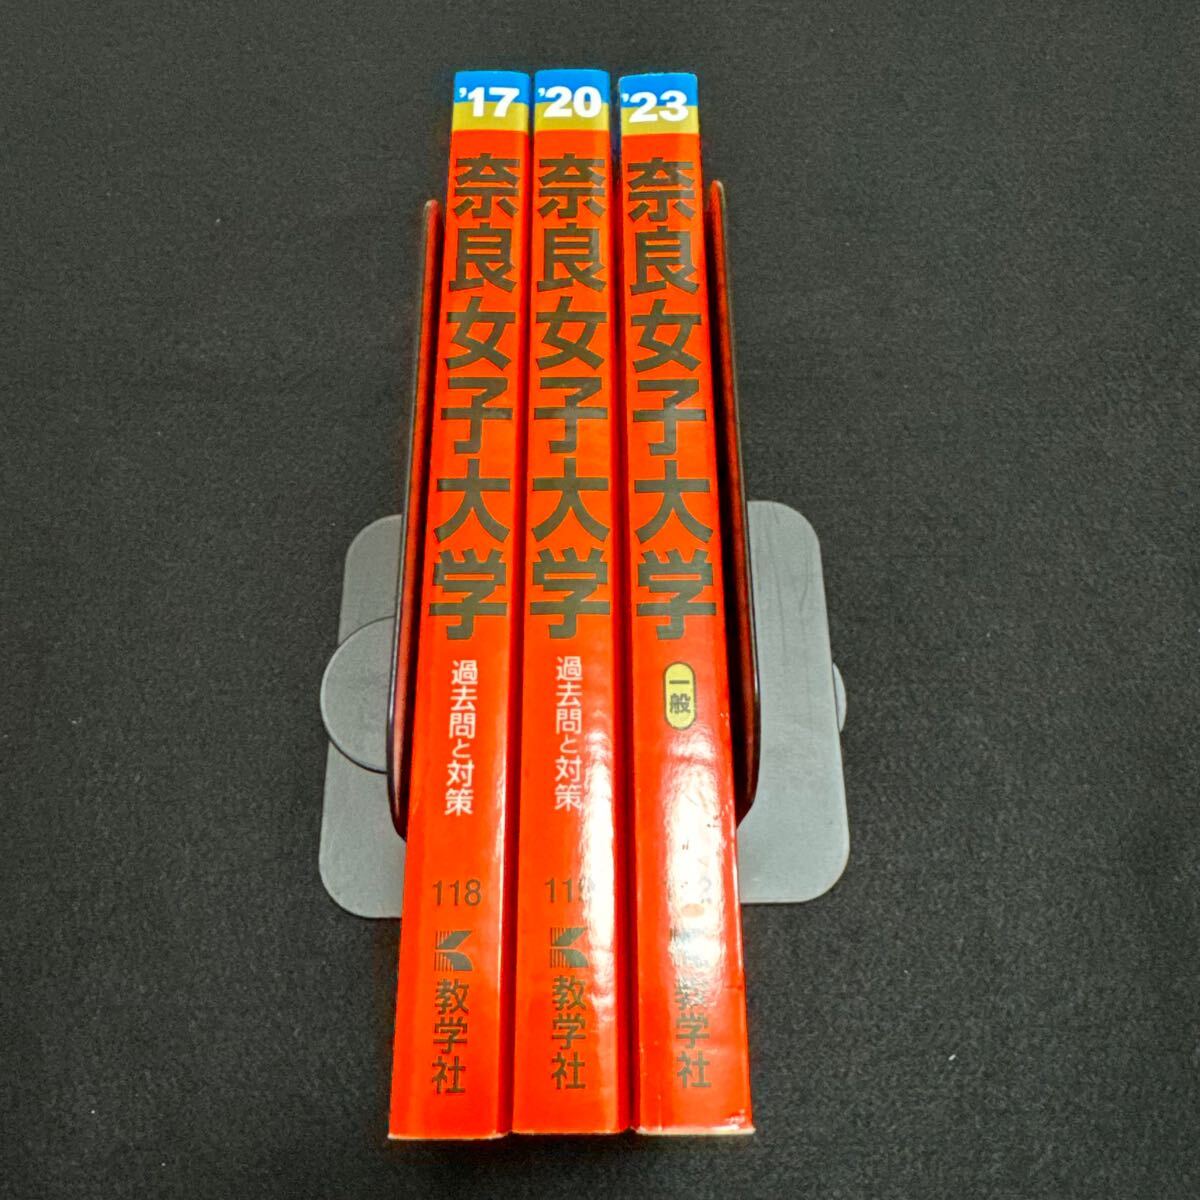 '17
奈良女子大学
過去問と対策
118
教学社
'20
奈良女子大学
過去問と対策
119
教学社
'23
奈良女子大学
一般
教学社